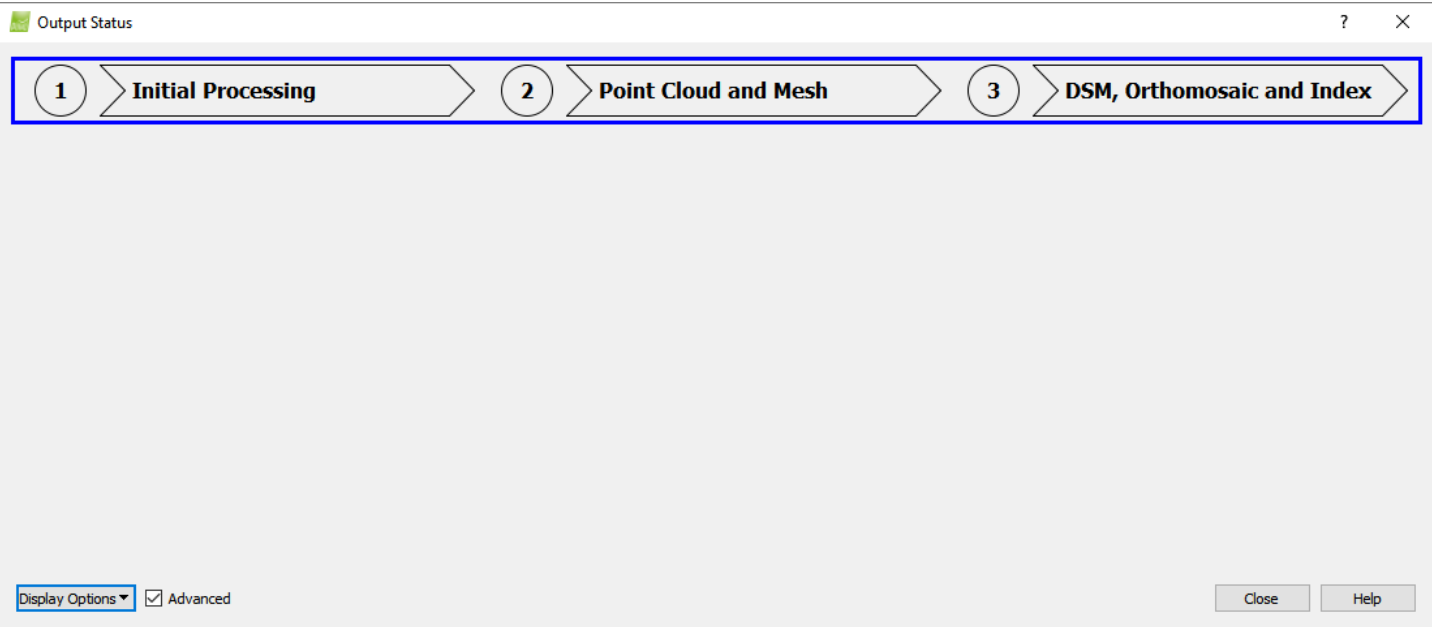 Output Status
1 Initial Processing 2 Point Cloud and Mesh 3 DSM, Orthomosaic and Index
Display Options Advanced Close Help